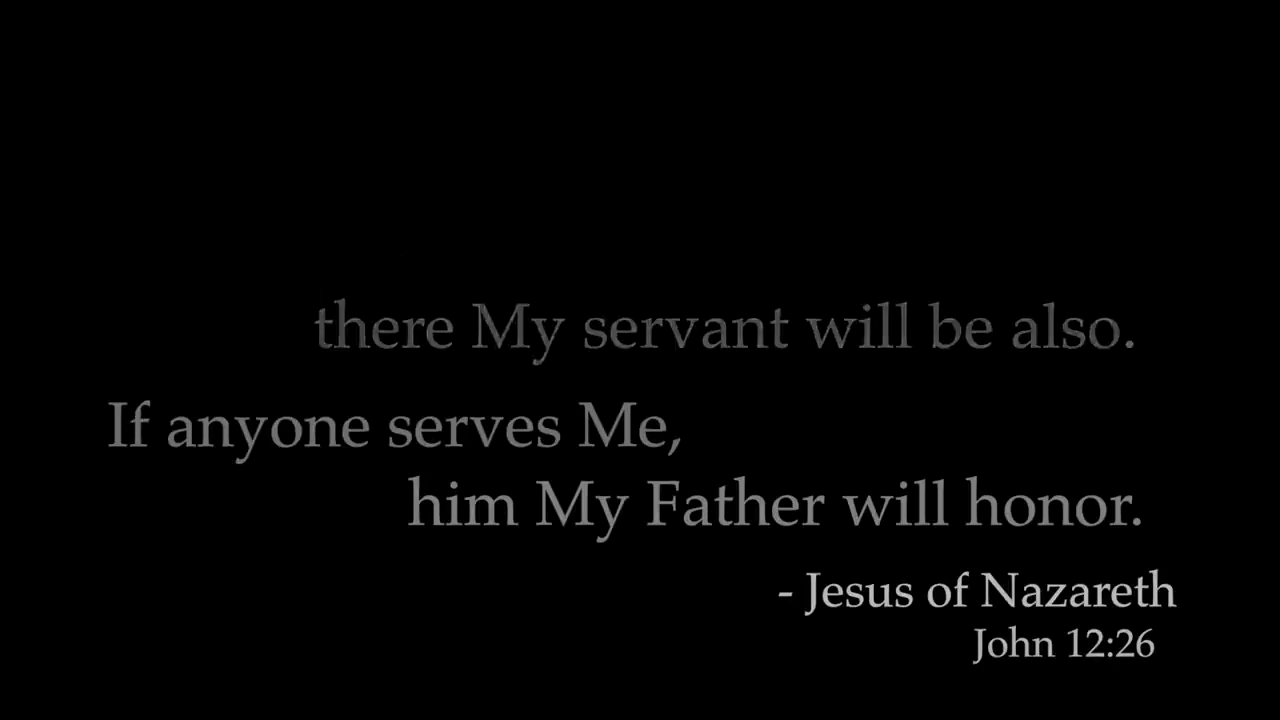 there My servant will be also.
If anyone serves Me,
him My Father will honor.
- Jesus of Nazareth
John 12:26